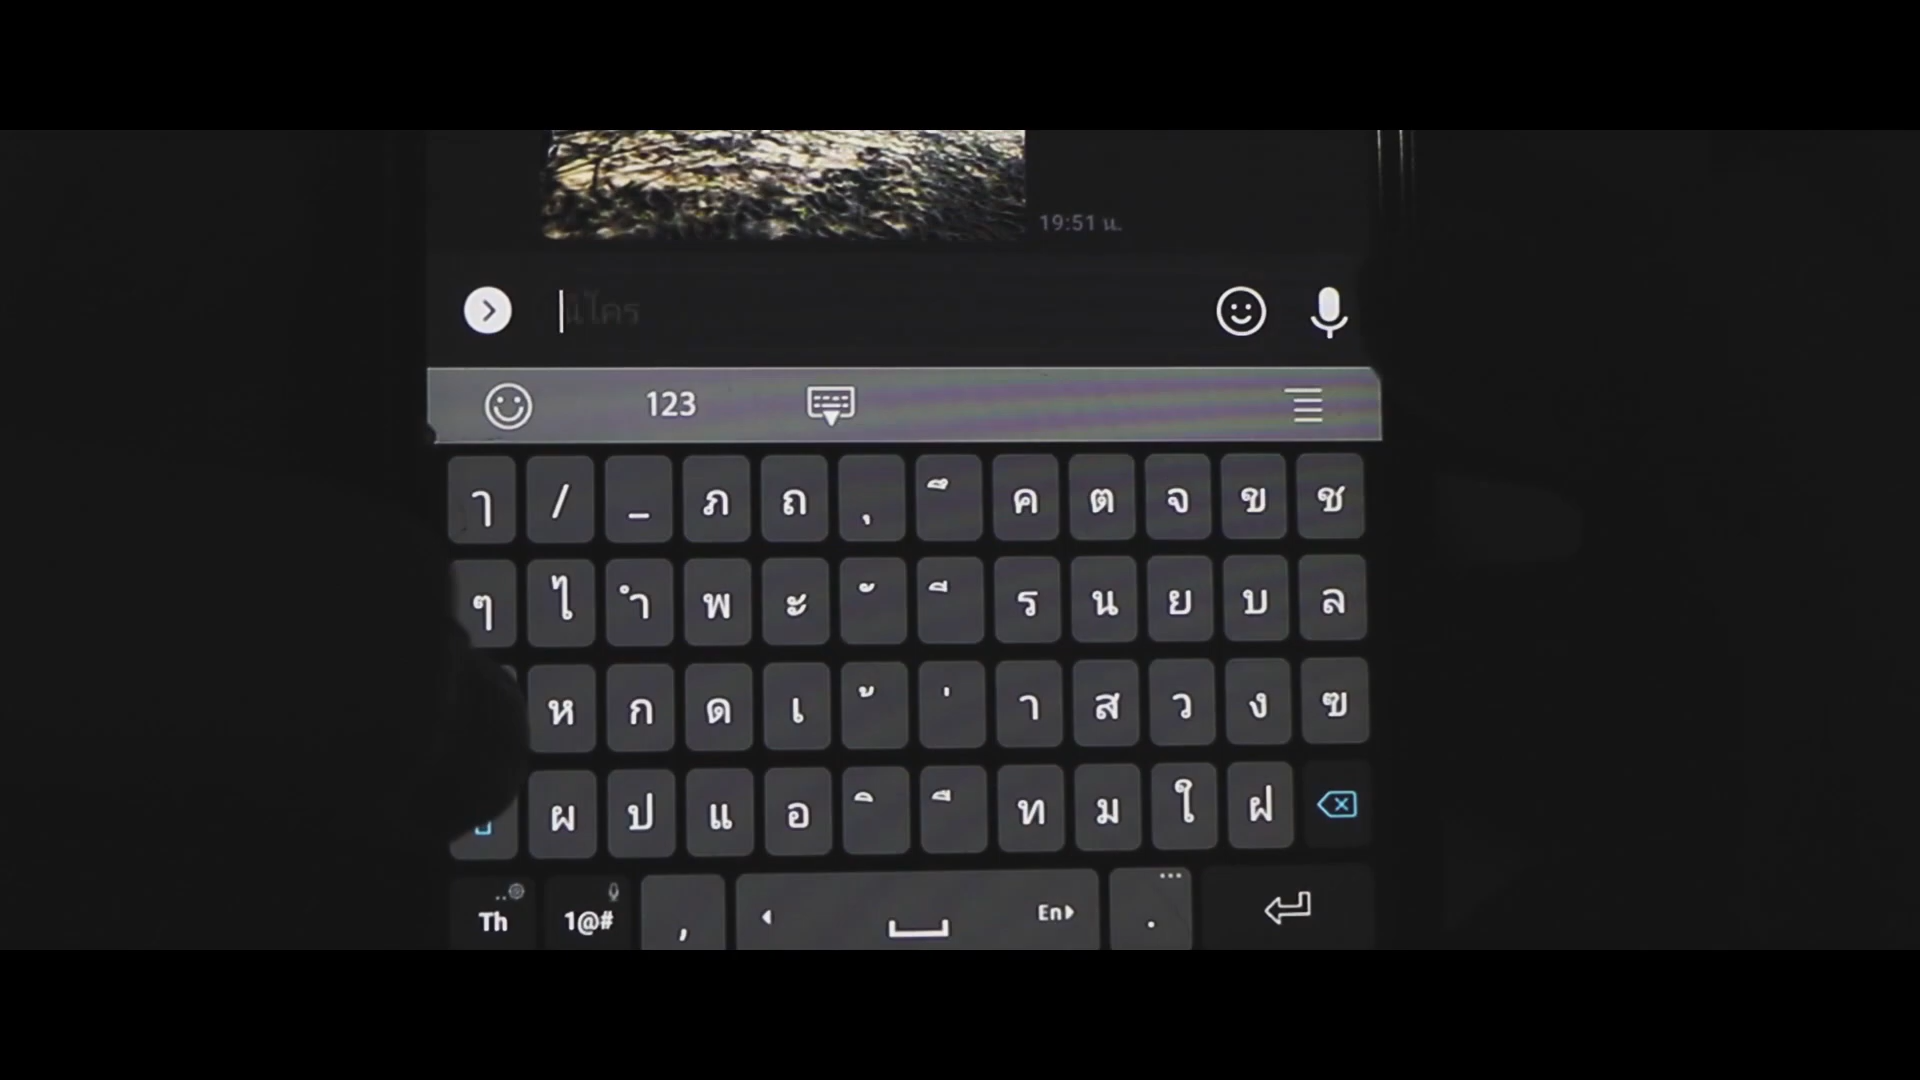 19:51 น.
นี่ใคร
123
ๅ / _ ภ ถ ุ ึ ค ต จ ข ช
ๆ ไ ำ พ ะ ั ี ร น ย บ ล
ห ก ด เ ้ ่ า ส ว ง ฃ
ผ ป แ อ ิ ื ท ม ใ ฝ
Th 1@# , En .